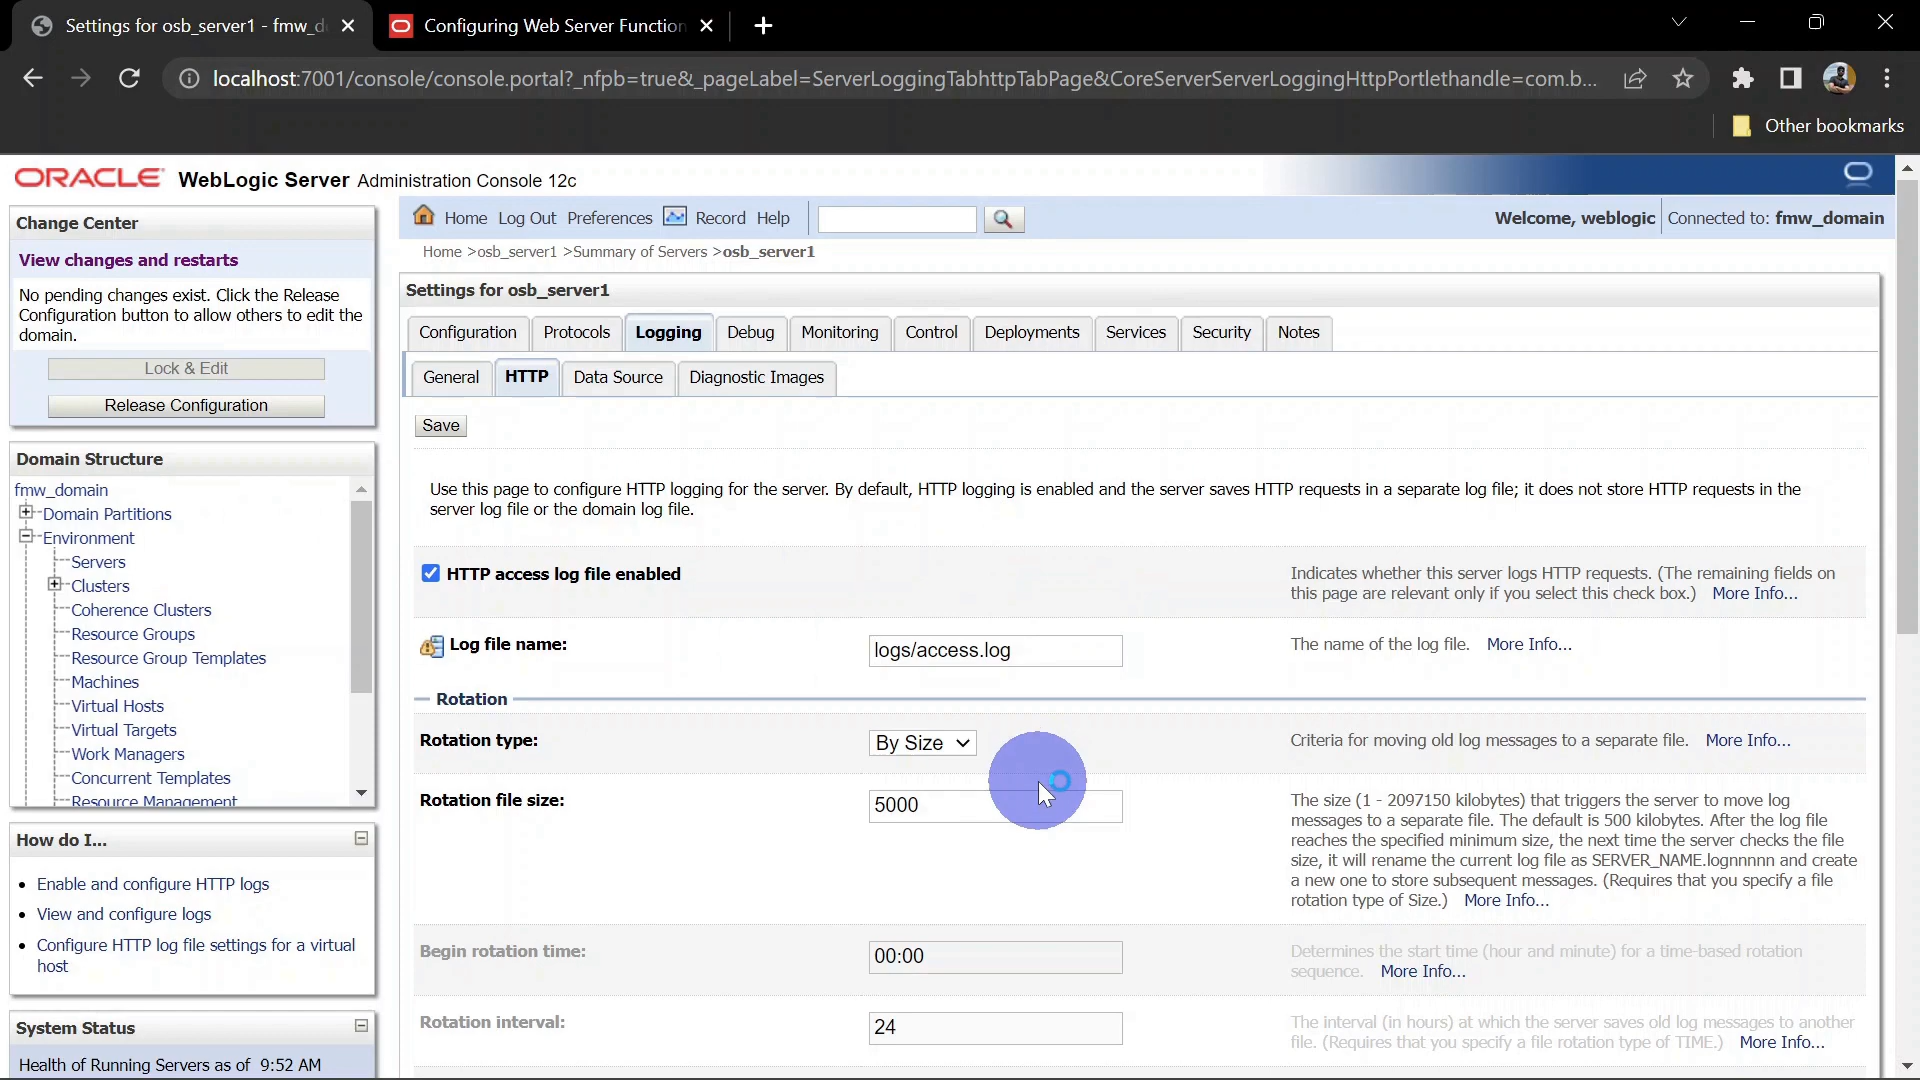 Settings for osb_server1 - fmw_d
Configuring Web Server Function
localhost:7001/console/console.portal?_nfpb=true&_pageLabel=ServerLoggingTabhttpTabPage&CoreServerServerLoggingHttpPortlethandle=com.b...
Other bookmarks
ORACLE WebLogic Server Administration Console 12c
Change Center
View changes and restarts
No pending changes exist. Click the Release
Configuration button to allow others to edit the
domain.
Lock & Edit
Release Configuration
Domain Structure
fmw_domain
Domain Partitions
Environment
Servers
Clusters
Coherence Clusters
Resource Groups
Resource Group Templates
Machines
Virtual Hosts
Virtual Targets
Work Managers
Concurrent Templates
Resource Management
How do I...
Enable and configure HTTP logs
View and configure logs
Configure HTTP log file settings for a virtual
host
System Status
Health of Running Servers as of 9:52 AM
Home Log Out Preferences Record Help
Welcome, weblogic Connected to: fmw_domain
Home >osb_server1 >Summary of Servers >osb_server1
Settings for osb_server1
Configuration Protocols Logging Debug Monitoring Control Deployments Services Security Notes
General HTTP Data Source Diagnostic Images
Save
Use this page to configure HTTP logging for the server. By default, HTTP logging is enabled and the server saves HTTP requests in a separate log file; it does not store HTTP requests in the
server log file or the domain log file.
HTTP access log file enabled
Indicates whether this server logs HTTP requests. (The remaining fields on
this page are relevant only if you select this check box.) More Info...
Log file name: logs/access.log The name of the log file. More Info...
Rotation
Rotation type: By Size Criteria for moving old log messages to a separate file. More Info...
Rotation file size: 5000
The size (1 - 2097150 kilobytes) that triggers the server to move log
messages to a separate file. The default is 500 kilobytes. After the log file
reaches the specified minimum size, the next time the server checks the file
size, it will rename the current log file as SERVER_NAME.lognnnnn and create
a new one to store subsequent messages. (Requires that you specify a file
rotation type of Size.) More Info...
Begin rotation time: 00:00
Determines the start time (hour and minute) for a time-based rotation
sequence. More Info...
Rotation interval: 24
The interval (in hours) at which the server saves old log messages to another
file. (Requires that you specify a file rotation type of TIME.) More Info...